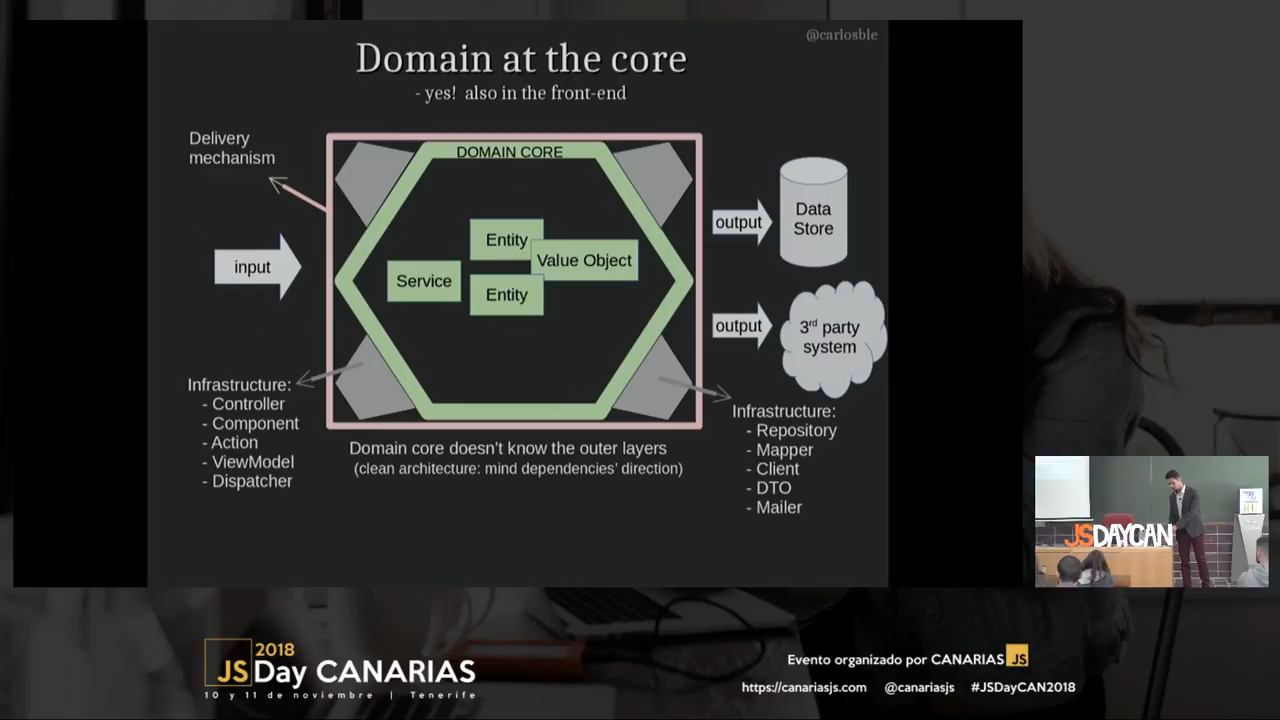 @carlosble
Domain at the core
- yes!  also in the front-end
Delivery
mechanism
DOMAIN CORE
Entity
Value Object
Service
Entity
input
output
Data
Store
output
3rd party
system
Infrastructure:
- Controller
- Component
- Action
- ViewModel
- Dispatcher
Domain core doesn't know the outer layers
(clean architecture: mind dependencies' direction)
Infrastructure:
- Repository
- Mapper
- Client
- DTO
- Mailer
JSDAYCAN
2018
JSDay CANARIAS
10 y 11 de noviembre | Tenerife
Evento organizado por CANARIAS JS
https://canariasjs.com @canariasjs #JSDayCAN2018